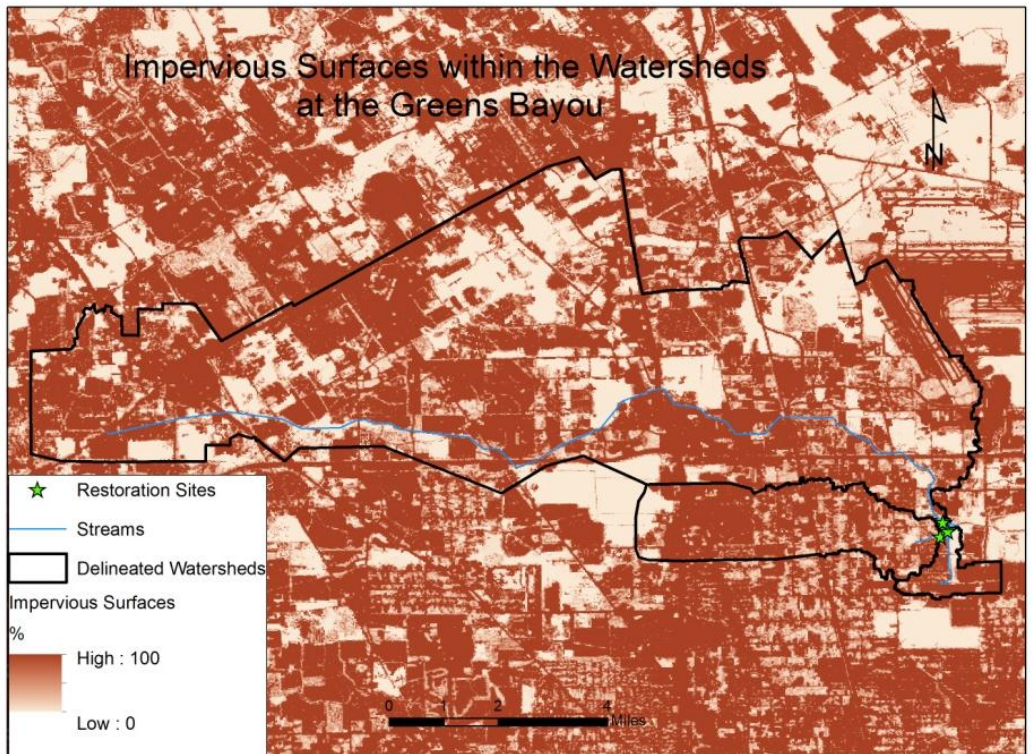 Impervious Surfaces within the Watersheds
at the Greens Bayou
N
Restoration Sites
Streams
Delineated Watersheds
Impervious Surfaces
%
High : 100
Low : 0
0 2 4
Miles